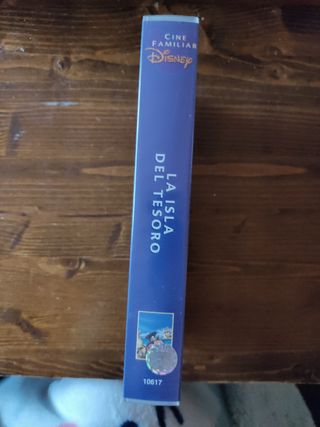 CINE
FAMILIAR
Disney
LA ISLA
DEL TESORO
10617